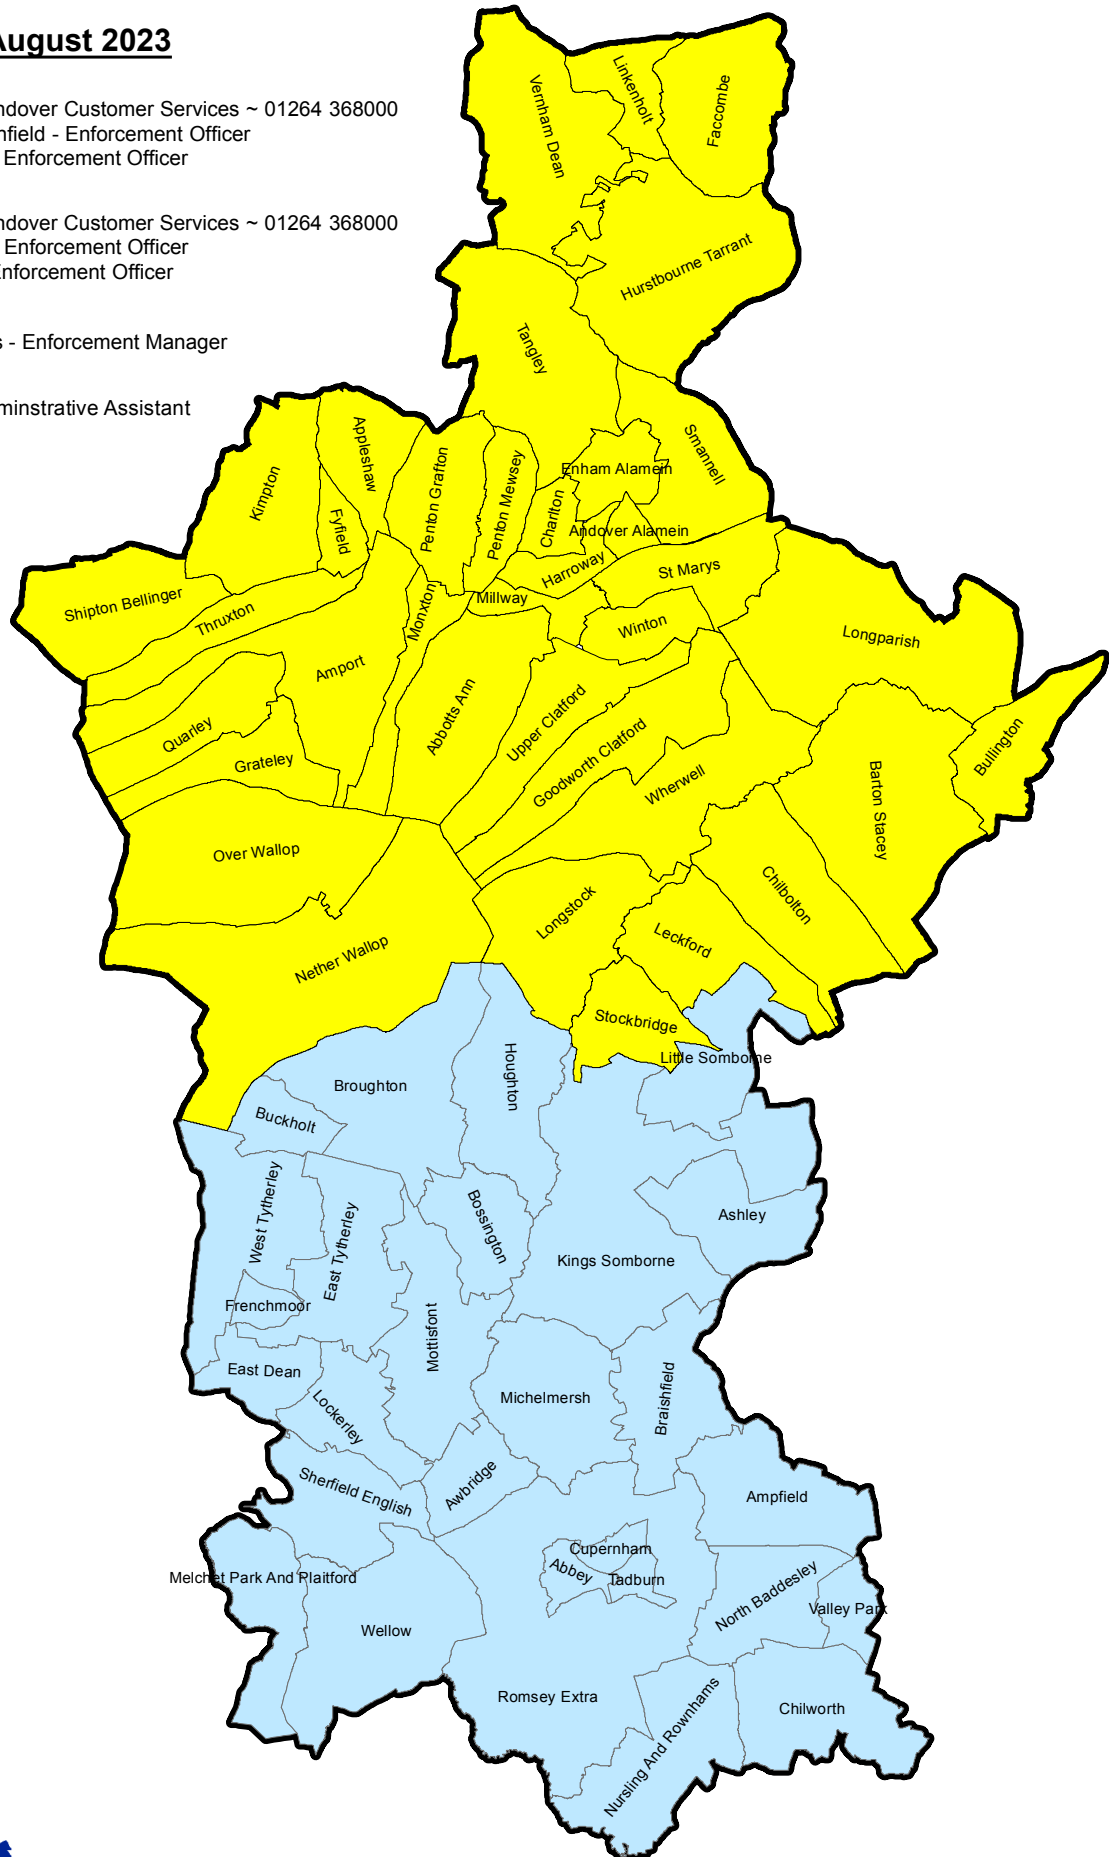 August 2023
ndover Customer Services ~ 01264 368000
nfield - Enforcement Officer
Enforcement Officer
ndover Customer Services ~ 01264 368000
Enforcement Officer
Enforcement Officer
s - Enforcement Manager
minstrative Assistant
Vernham Dean
Linkenholt
Faccombe
Hurstbourne Tarrant
Tangley
Smannell
Enham Alamein
Andover Alamein
Kimpton
Appleshaw
Fyfield
Penton Grafton
Penton Mewsey
Charlton
Harroway
St Marys
Millway
Winton
Shipton Bellinger
Thruxton
Monxton
Amport
Longparish
Quarley
Grateley
Abbotts Ann
Upper Clatford
Goodworth Clatford
Wherwell
Bullington
Barton Stacey
Over Wallop
Nether Wallop
Longstock
Leckford
Chilbolton
Stockbridge
Little Somborne
Broughton
Houghton
Buckholt
West Tytherley
East Tytherley
Bossington
Ashley
Kings Somborne
Frenchmoor
Mottisfont
East Dean
Lockerley
Michelmersh
Braishfield
Sherfield English
Awbridge
Ampfield
Cupernham
Abbey
Tadburn
Melchet Park And Plaitford
Wellow
North Baddesley
Valley Park
Romsey Extra
Nursling And Rownhams
Chilworth